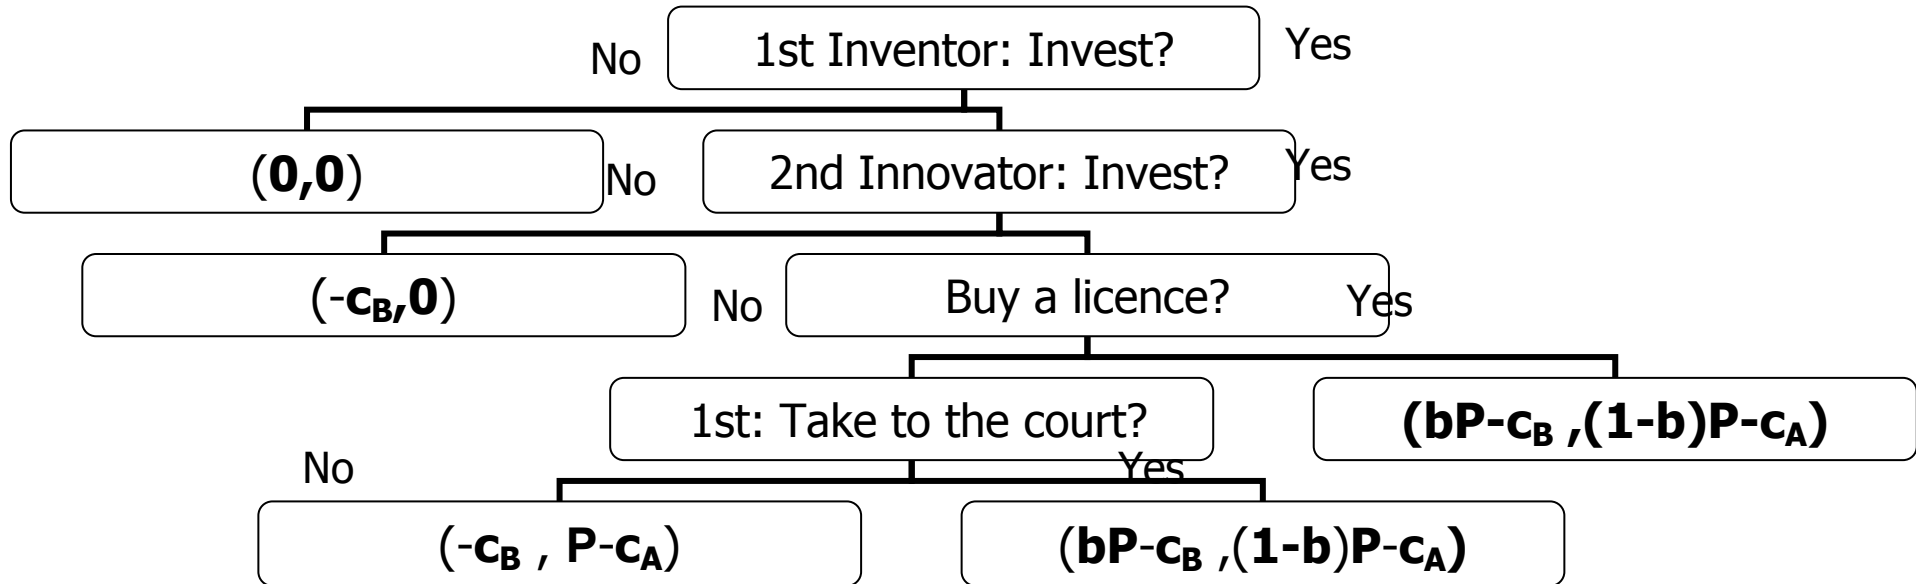 No
1st Inventor: Invest?
Yes
(0,0)
No
2nd Innovator: Invest?
Yes
(-cB,0)
No
Buy a licence?
Yes
1st: Take to the court?
(bP-cB ,(1-b)P-cA)
No
Yes
(-cB , P-cA)
(bP-cB ,(1-b)P-cA)